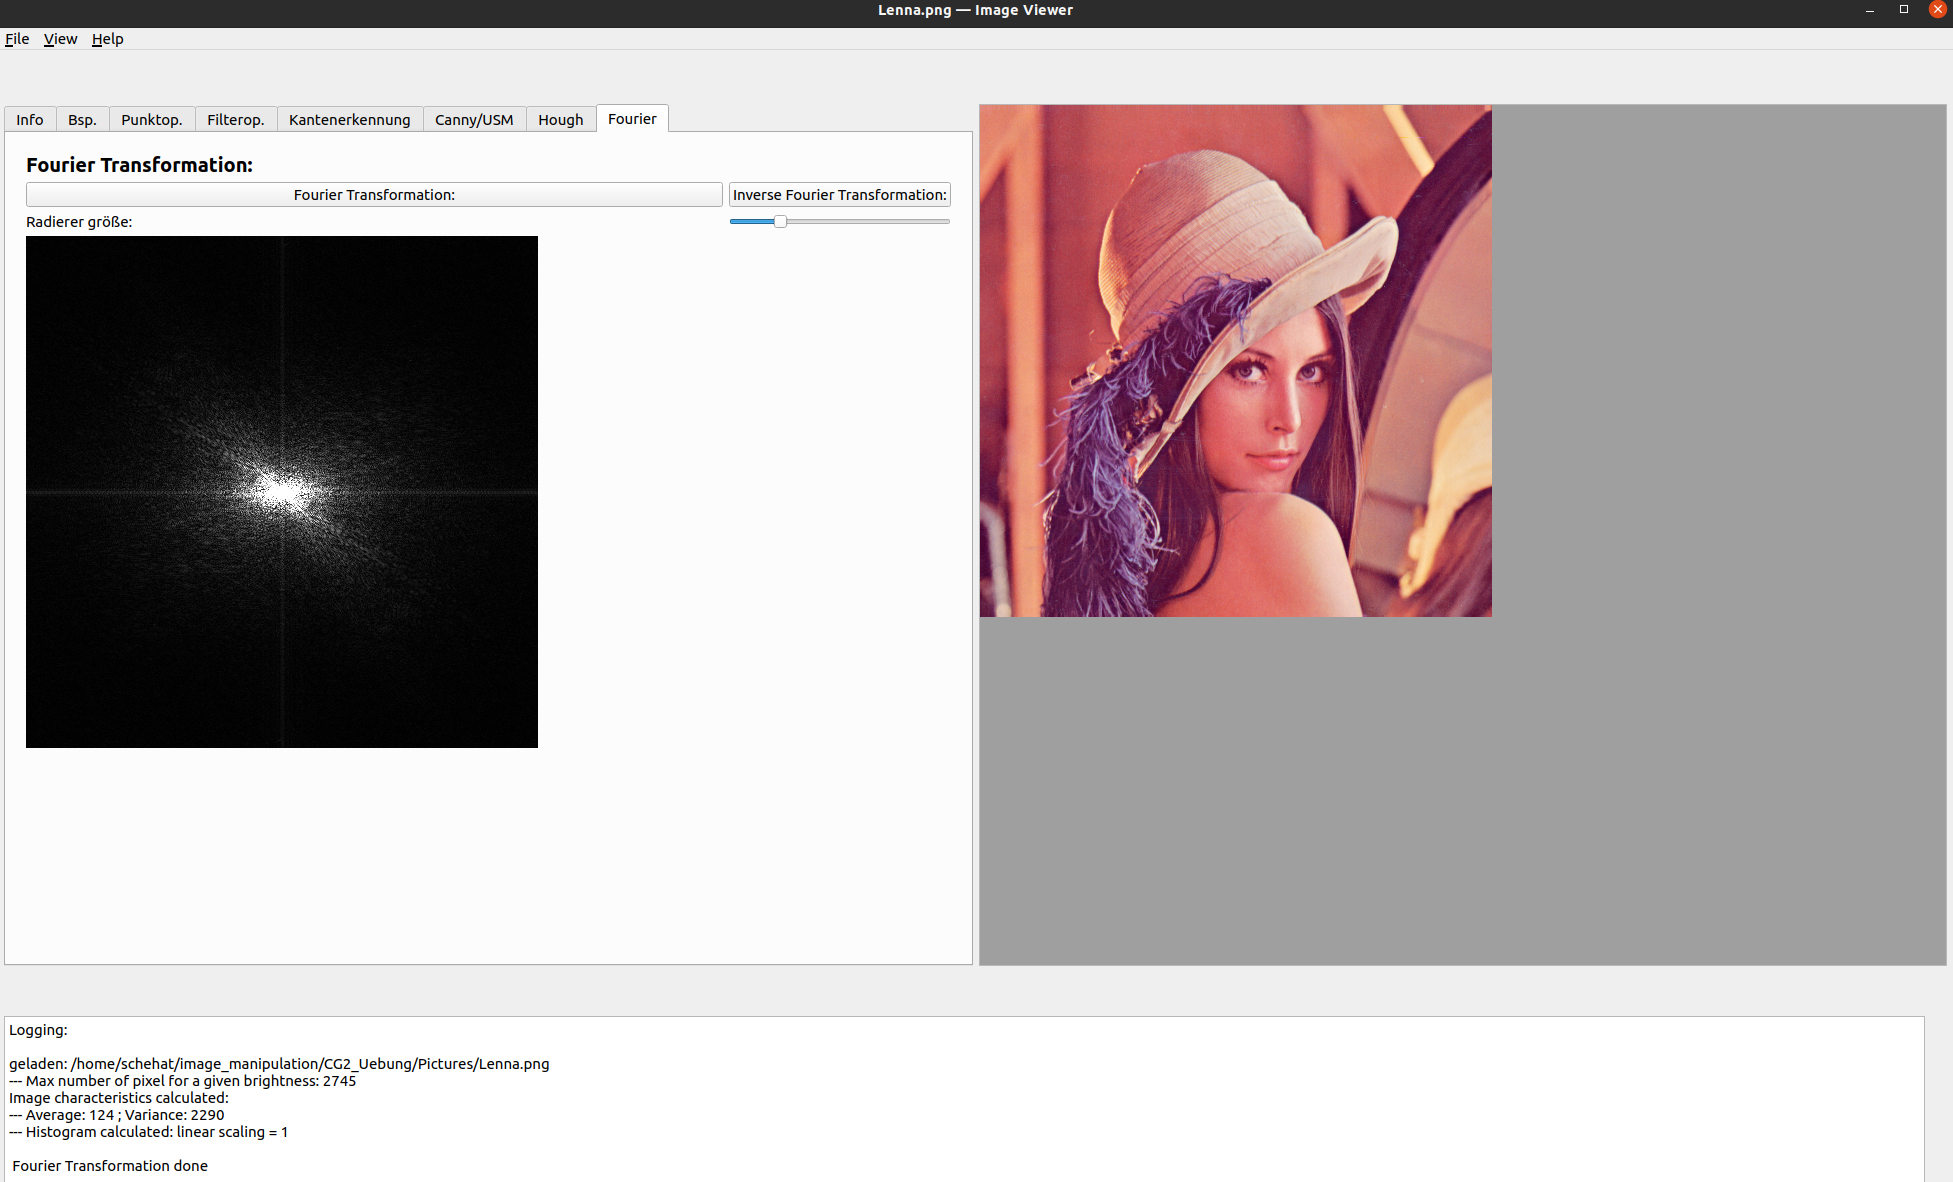 Lenna.png — Image Viewer
File View Help
Info Bsp. Punktop. Filterop. Kantenerkennung Canny/USM Hough Fourier
Fourier Transformation:
Fourier Transformation: Inverse Fourier Transformation:
Radierer größe:
Logging:
geladen: /home/schehat/image_manipulation/CG2_Uebung/Pictures/Lenna.png
--- Max number of pixel for a given brightness: 2745
Image characteristics calculated:
--- Average: 124 ; Variance: 2290
--- Histogram calculated: linear scaling = 1
Fourier Transformation done